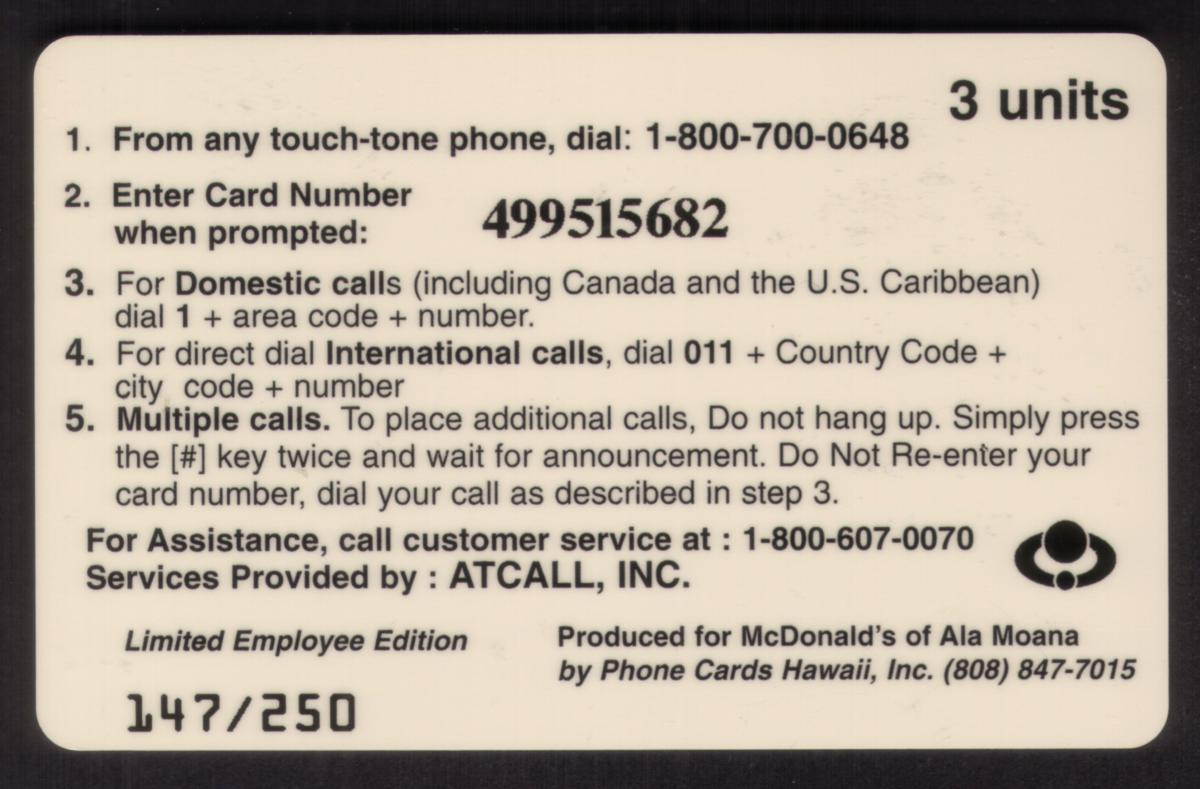 3 units
1. From any touch-tone phone, dial: 1-800-700-0648
2. Enter Card Number
when prompted: 499515682
3. For Domestic calls (including Canada and the U.S. Caribbean)
dial 1 + area code + number.
4. For direct dial International calls, dial 011 + Country Code +
city code + number
5. Multiple calls. To place additional calls, Do not hang up. Simply press
the [#] key twice and wait for announcement. Do Not Re-enter your
card number, dial your call as described in step 3.
For Assistance, call customer service at : 1-800-607-0070
Services Provided by : ATCALL, INC.
Limited Employee Edition
147/250
Produced for McDonald's of Ala Moana
by Phone Cards Hawaii, Inc. (808) 847-7015